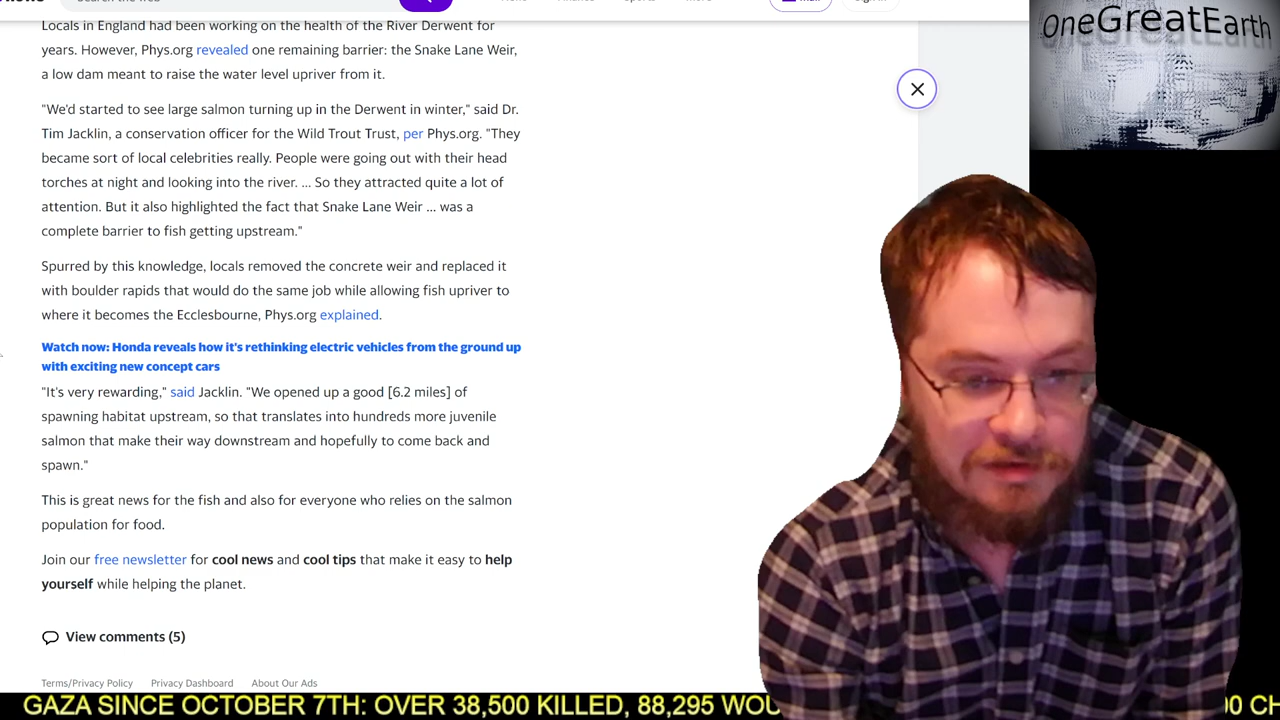 Mail
OneGreatEarth
Locals in England had been working on the health of the River Derwent for
years. However, Phys.org revealed one remaining barrier: the Snake Lane Weir,
a low dam meant to raise the water level upriver from it.
"We'd started to see large salmon turning up in the Derwent in winter," said Dr.
Tim Jacklin, a conservation officer for the Wild Trout Trust, per Phys.org. "They
became sort of local celebrities really. People were going out with their head
torches at night and looking into the river. ... So they attracted quite a lot of
attention. But it also highlighted the fact that Snake Lane Weir ... was a
complete barrier to fish getting upstream."
Spurred by this knowledge, locals removed the concrete weir and replaced it
with boulder rapids that would do the same job while allowing fish upriver to
where it becomes the Ecclesbourne, Phys.org explained.
Watch now: Honda reveals how it's rethinking electric vehicles from the ground up
with exciting new concept cars
"It's very rewarding," said Jacklin. "We opened up a good [6.2 miles] of
spawning habitat upstream, so that translates into hundreds more juvenile
salmon that make their way downstream and hopefully to come back and
spawn."
This is great news for the fish and also for everyone who relies on the salmon
population for food.
Join our free newsletter for cool news and cool tips that make it easy to help
yourself while helping the planet.
View comments (5)
Terms/Privacy Policy Privacy Dashboard About Our Ads
GAZA SINCE OCTOBER 7TH: OVER 38,500 KILLED, 88,295 WOU 00 CH